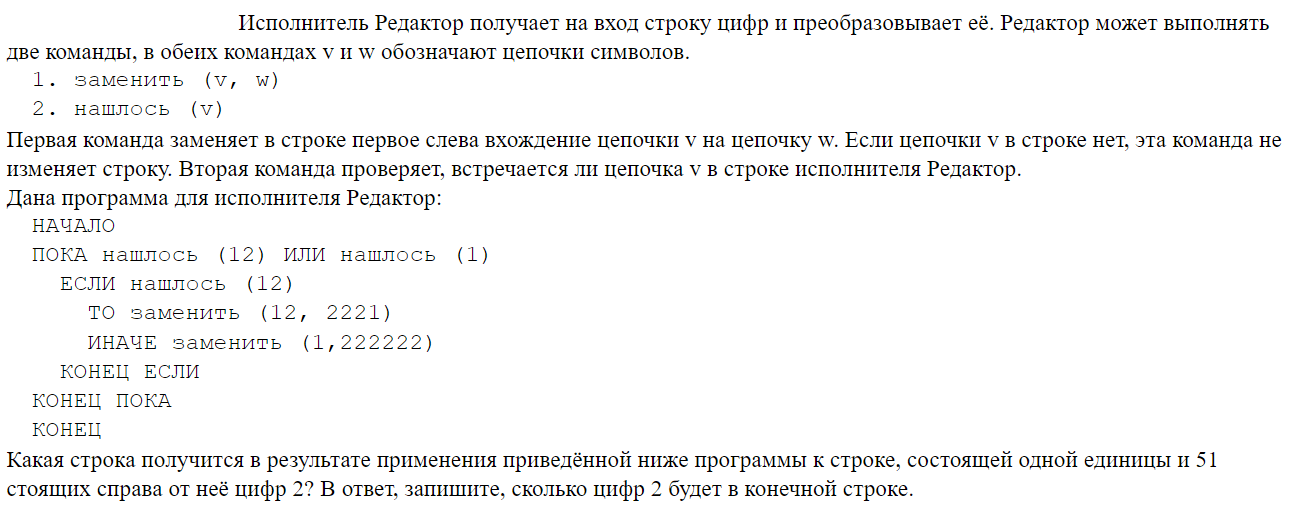 Исполнитель Редактор получает на вход строку цифр и преобразовывает её. Редактор может выполнять
две команды, в обеих командах v и w обозначают цепочки символов.
1. заменить (v, w)
2. нашлось (v)
Первая команда заменяет в строке первое слева вхождение цепочки v на цепочку w. Если цепочки v в строке нет, эта команда не
изменяет строку. Вторая команда проверяет, встречается ли цепочка v в строке исполнителя Редактор.
Дана программа для исполнителя Редактор:
НАЧАЛО
ПОКА нашлось (12) ИЛИ нашлось (1)
ЕСЛИ нашлось (12)
ТО заменить (12, 2221)
ИНАЧЕ заменить (1,222222)
КОНЕЦ ЕСЛИ
КОНЕЦ ПОКА
КОНЕЦ
Какая строка получится в результате применения приведённой ниже программы к строке, состоящей одной единицы и 51
стоящих справа от неё цифр 2? В ответ, запишите, сколько цифр 2 будет в конечной строке.